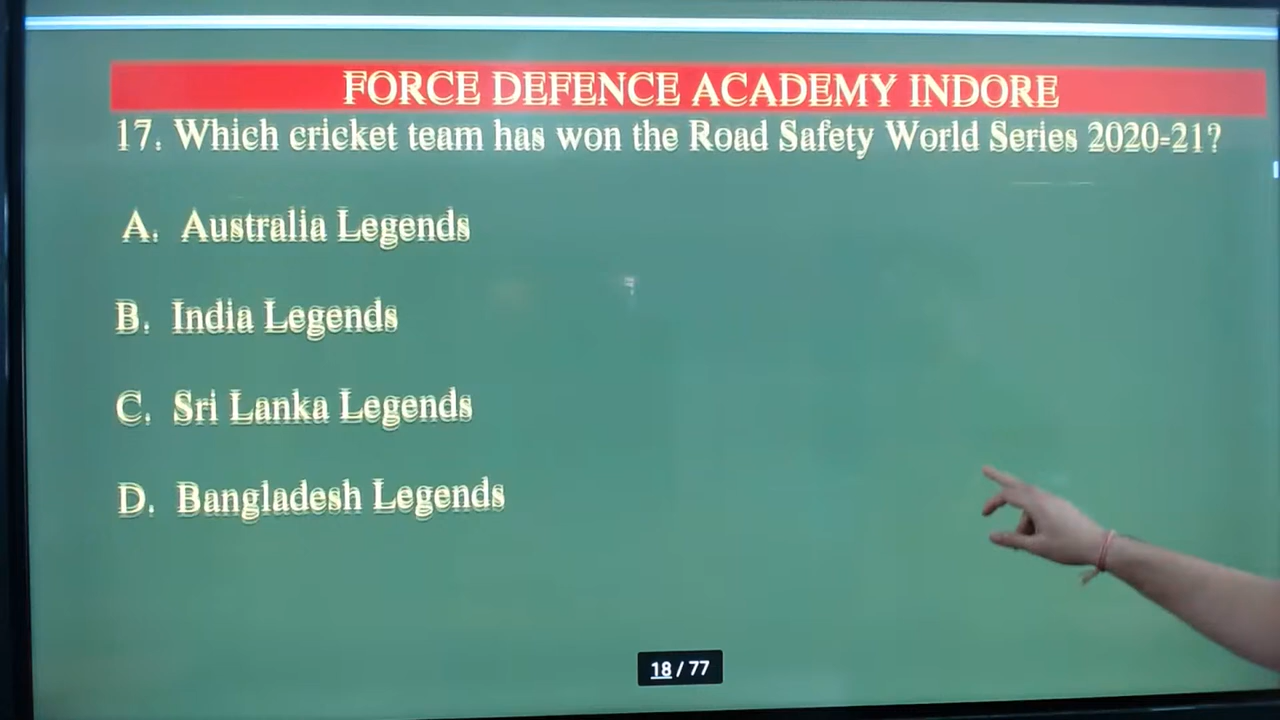 FORCE DEFENCE ACADEMY INDORE
17. Which cricket team has won the Road Safety World Series 2020-21?
A. Australia Legends
B. India Legends
C. Sri Lanka Legends
D. Bangladesh Legends
18 / 77